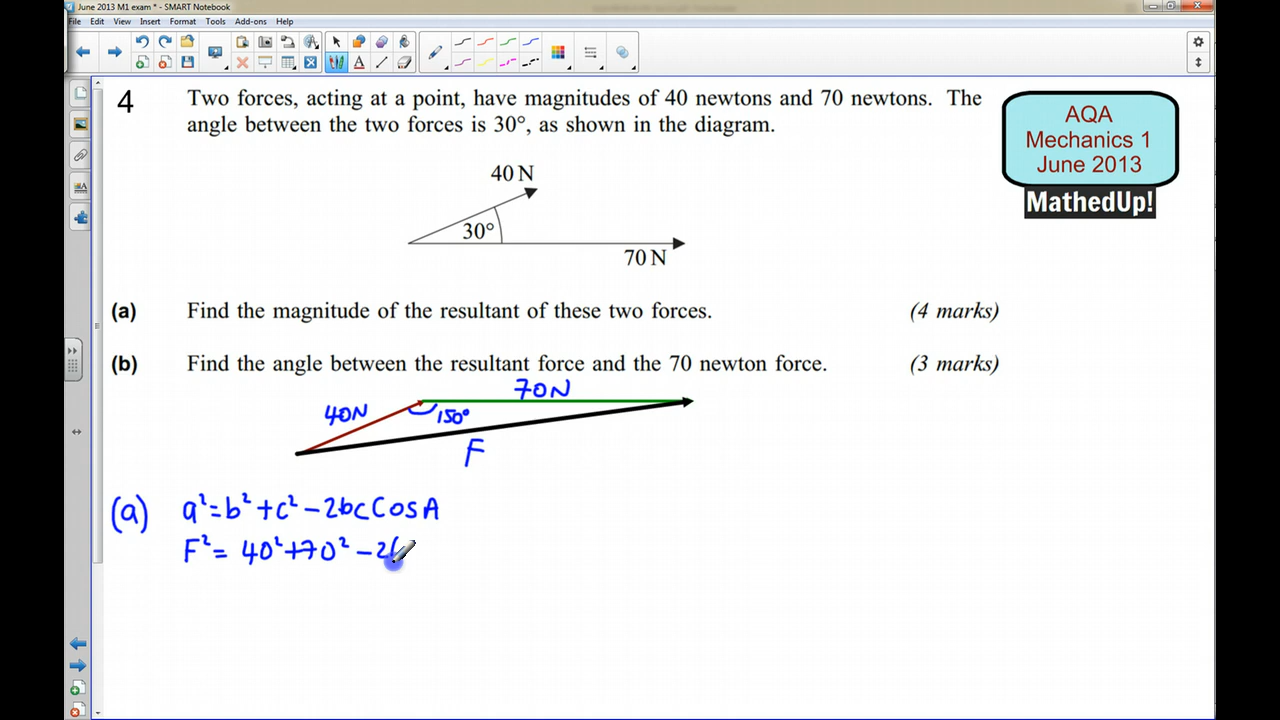 June 2013 M1 exam * - SMART Notebook
File Edit View Insert Format Tools Add-ons Help
4 Two forces, acting at a point, have magnitudes of 40 newtons and 70 newtons. The
angle between the two forces is 30°, as shown in the diagram.
AQA
Mechanics 1
June 2013
MathedUp!
40 N
30°
70 N
(a) Find the magnitude of the resultant of these two forces. (4 marks)
(b) Find the angle between the resultant force and the 70 newton force. (3 marks)
70N
40N
150°
F
(a) a² = b² + c² - 2bc Cos A
F² = 40² + 70² - 2(